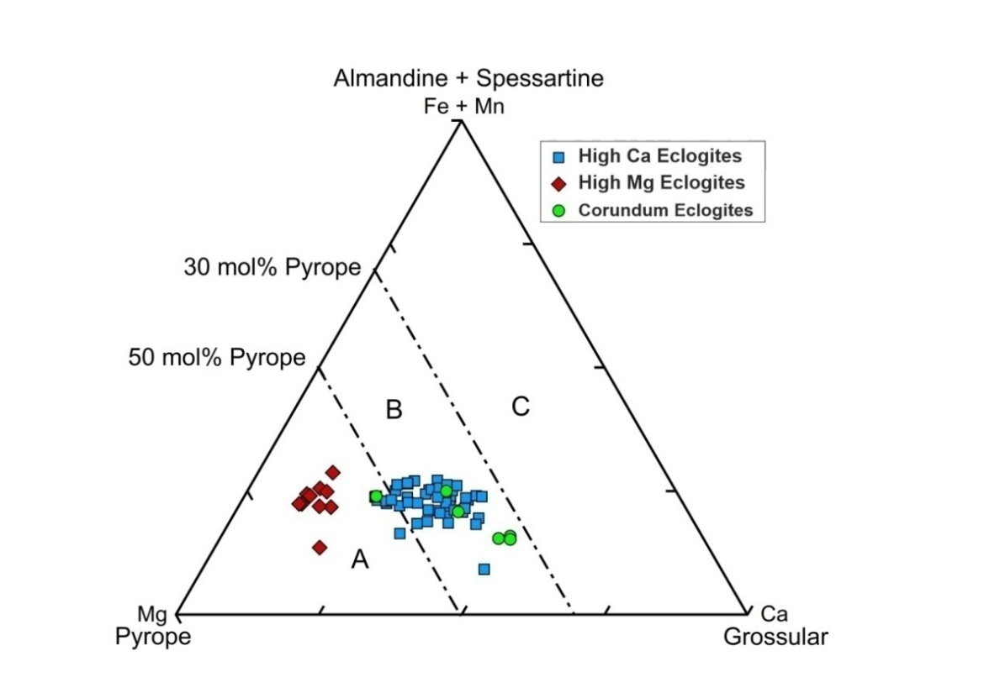 Almandine + Spessartine
Fe + Mn
High Ca Eclogites
High Mg Eclogites
Corundum Eclogites
30 mol% Pyrope
50 mol% Pyrope
B
C
A
Mg
Pyrope
Ca
Grossular